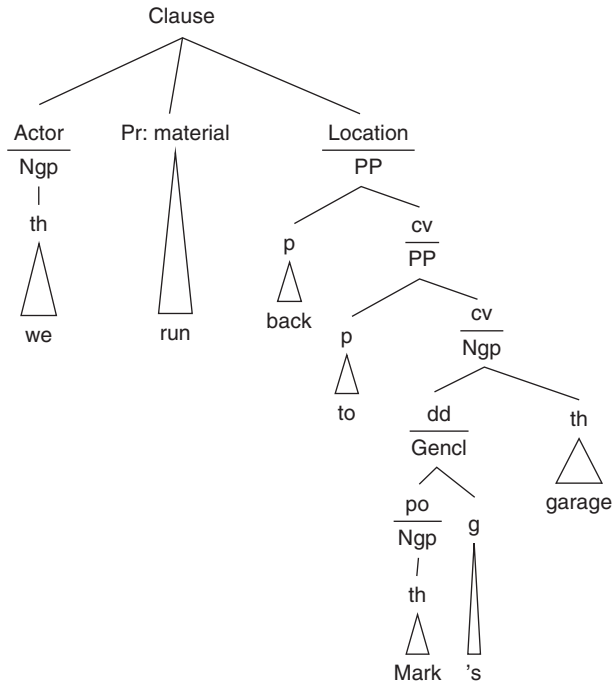 Clause
Actor Pr: material Location
Ngp PP
th
p cv
PP
we run back
p cv
Ngp
to dd th
Gencl
garage
po g
Ngp
th
Mark 's